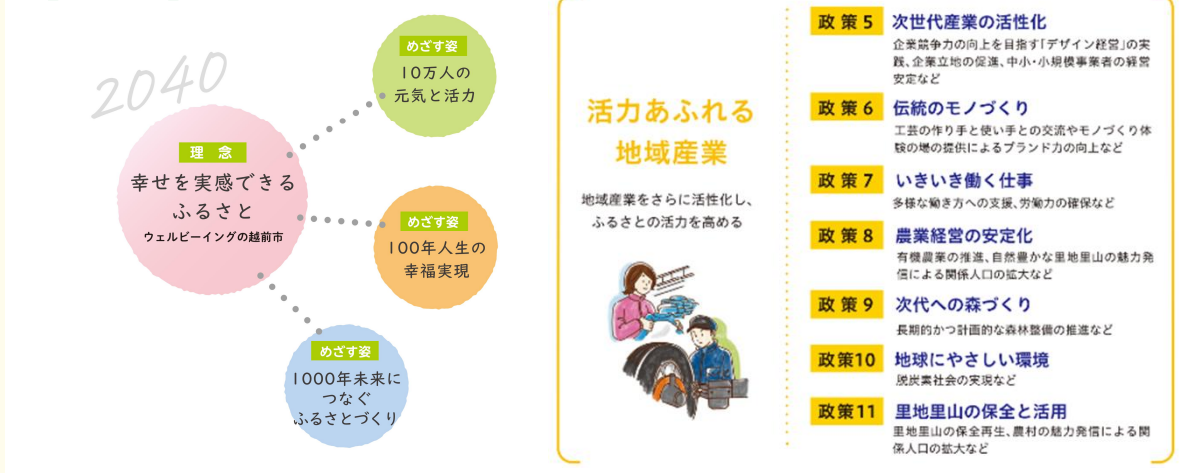 2040
理 念
幸せを実感できる
ふるさと
ウェルビーイングの越前市
めざす姿
10万人の
元気と活力
めざす姿
100年人生の
幸福実現
めざす姿
1000年未来に
つなぐ
ふるさとづくり
活力あふれる
地域産業
地域産業をさらに活性化し、
ふるさとの活力を高める
政策5 次世代産業の活性化
企業競争力の向上を目指す「デザイン経営」の実
践、企業立地の促進、中小・小規模事業者の経営
安定など
政策6 伝統のモノづくり
工芸の作り手と使い手との交流やモノづくり体
験の場の提供によるブランド力の向上など
政策7 いきいき働く仕事
多様な働き方への支援、労働力の確保など
政策8 農業経営の安定化
有機農業の推進、自然豊かな里地里山の魅力発
信による関係人口の拡大など
政策9 次代への森づくり
長期的かつ計画的な森林整備の推進など
政策10 地球にやさしい環境
脱炭素社会の実現など
政策11 里地里山の保全と活用
里地里山の保全再生、農村の魅力発信による関
係人口の拡大など